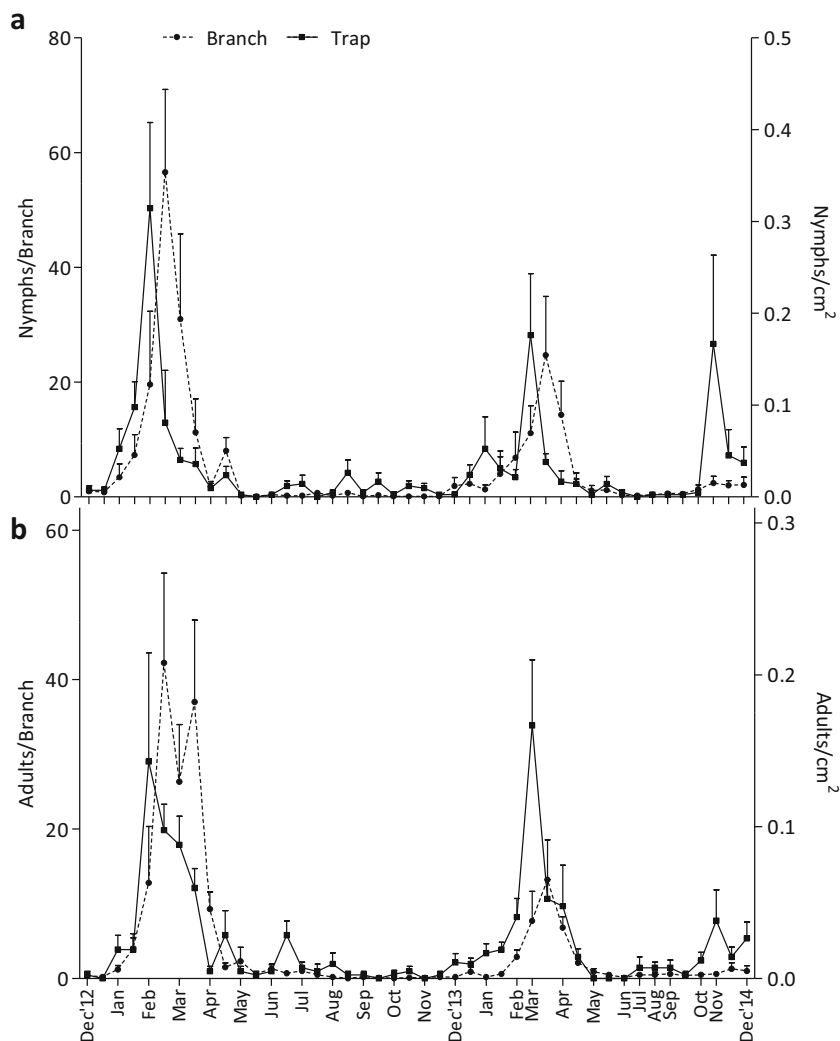 a
Branch Trap
80
60
40
20
0
Nymphs/Branch
0.5
0.4
0.3
0.2
0.1
0.0
Nymphs/cm²
b
60
40
20
0
Adults/Branch
0.3
0.2
0.1
0.0
Adults/cm²
Dec'12 Jan Feb Mar Apr May Jun Jul Aug Sep Oct Nov Dec'13 Jan Feb Mar Apr May Jun Jul Aug Sep Oct Nov Dec'14